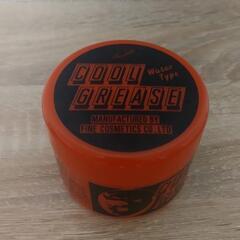 COOL
Water
Type
GREASE
MANUFACTURED BY
FINE COSMETICS CO.,LTD